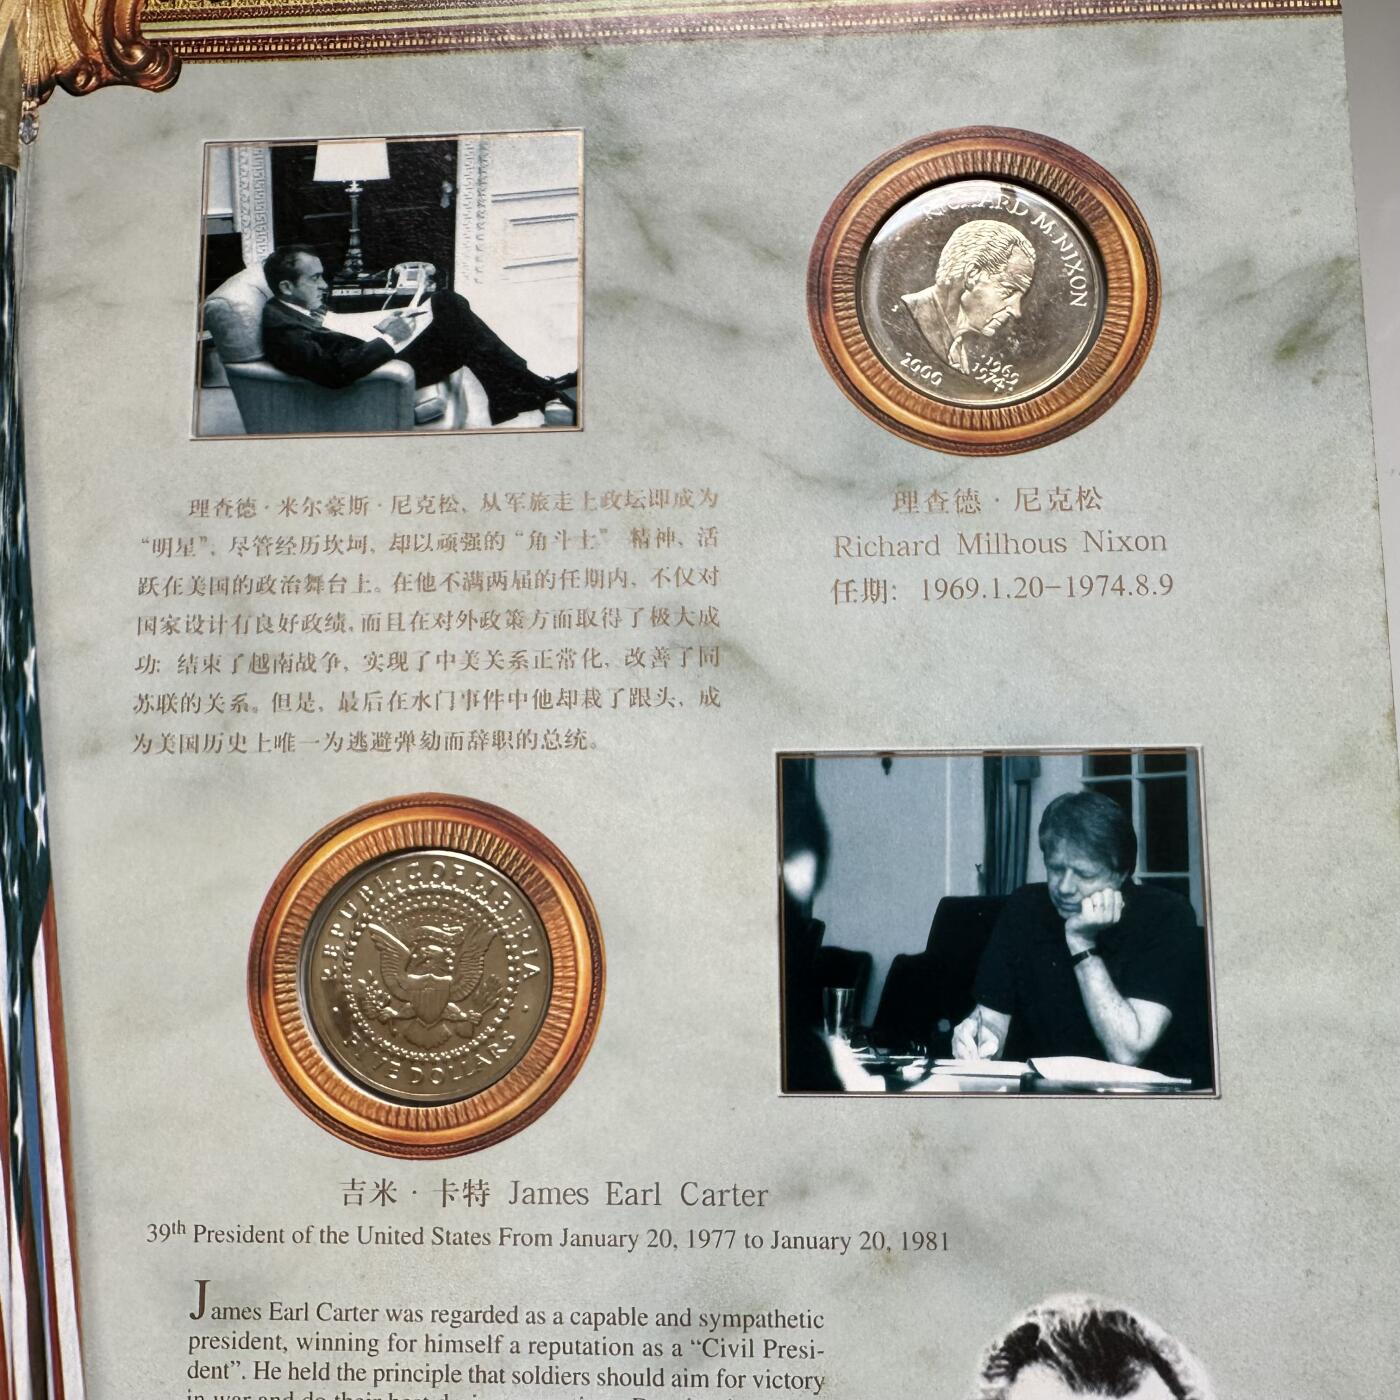 RICHARD M. NIXON
2000
1969
1974
理查德·米尔豪斯·尼克松，从军旅走上政坛即成为
“明星”，尽管经历坎坷，却以顽强的“角斗士”精神，活
跃在美国的政治舞台上。在他不满两届的任期内，不仅对
国家设计有良好政绩，而且在对外政策方面取得了极大成
功：结束了越南战争，实现了中美关系正常化，改善了同
苏联的关系。但是，最后在水门事件中他却栽了跟头，成
为美国历史上唯一为逃避弹劾而辞职的总统。
理查德·尼克松
Richard Milhous Nixon
任期：1969.1.20-1974.8.9
REPUBLIC OF LIBERIA
FIVE DOLLARS
吉米·卡特 James Earl Carter
39th President of the United States From January 20, 1977 to January 20, 1981
James Earl Carter was regarded as a capable and sympathetic
president, winning for himself a reputation as a “Civil Presi-
dent”. He held the principle that soldiers should aim for victory